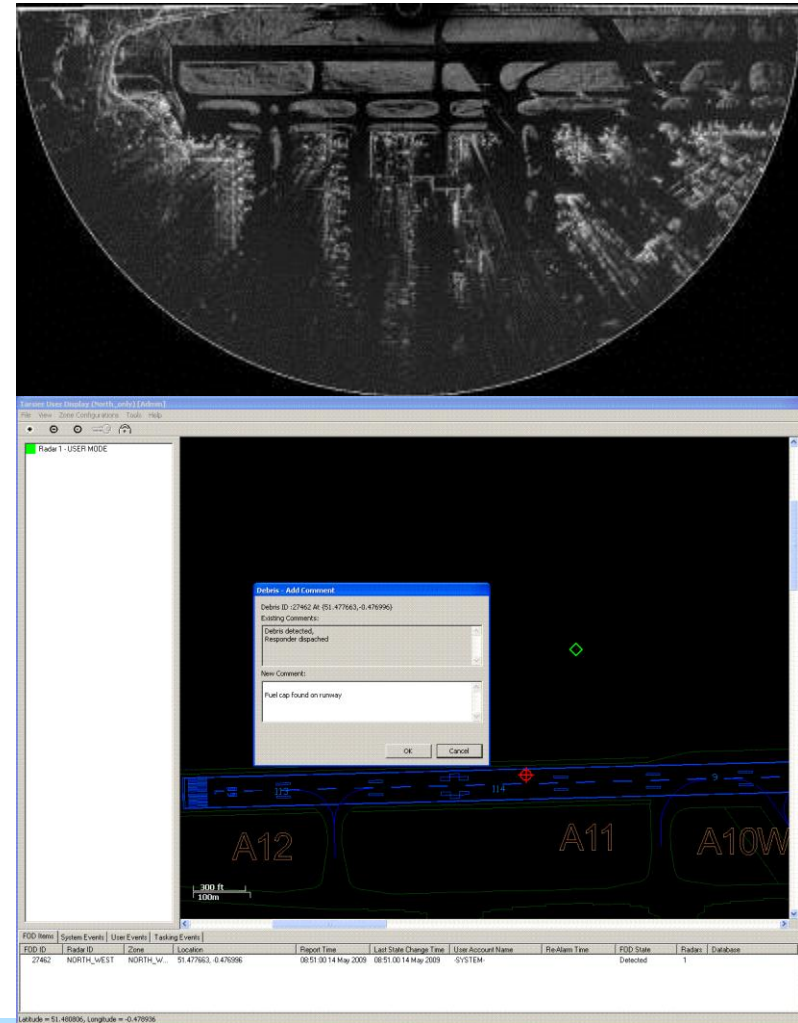 Tarsier User Display (North_only) [Admin]
File View Zone Configurations Tools Help
Radar 1 - USER MODE
Debris - Add Comment
Debris ID :27462 At (51.477663,-0.476996)
Existing Comments:
Debris detected,
Responder dispached
New Comment:
Fuel cap found on runway
OK Cancel
114
9
A12
A11
A10W
300 ft
100m
FOD Items System Events User Events Tasking Events
FOD ID Radar ID Zone Location Report Time Last State Change Time User Account Name Re-Alarm Time FOD State Radars Database
27462 NORTH_WEST NORTH_W... 51.477663, -0.476996 08:51:00 14 May 2009 08:51:00 14 May 2009 -SYSTEM- Detected 1
Latitude = 51.480806, Longitude = -0.478936